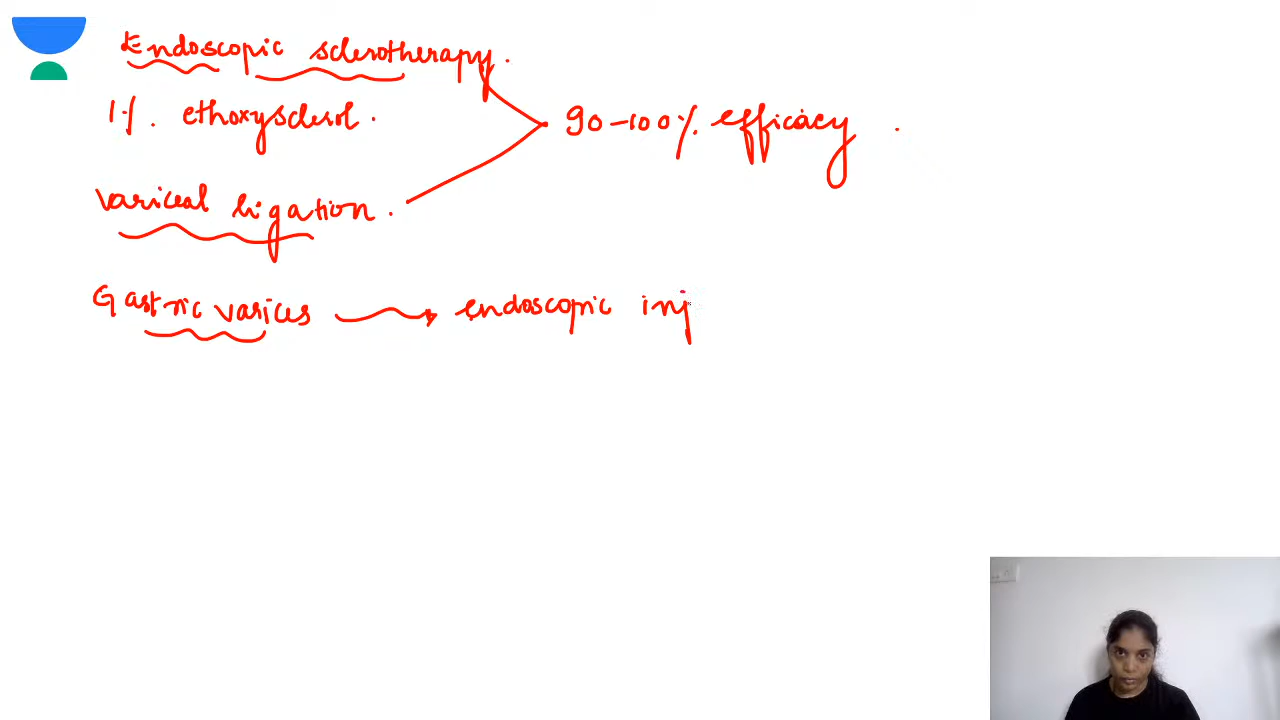 Endoscopic sclerotherapy.
1%. ethoxysclerol.
90-100% efficacy.
variceal ligation.
Gastric varices → endoscopic inj